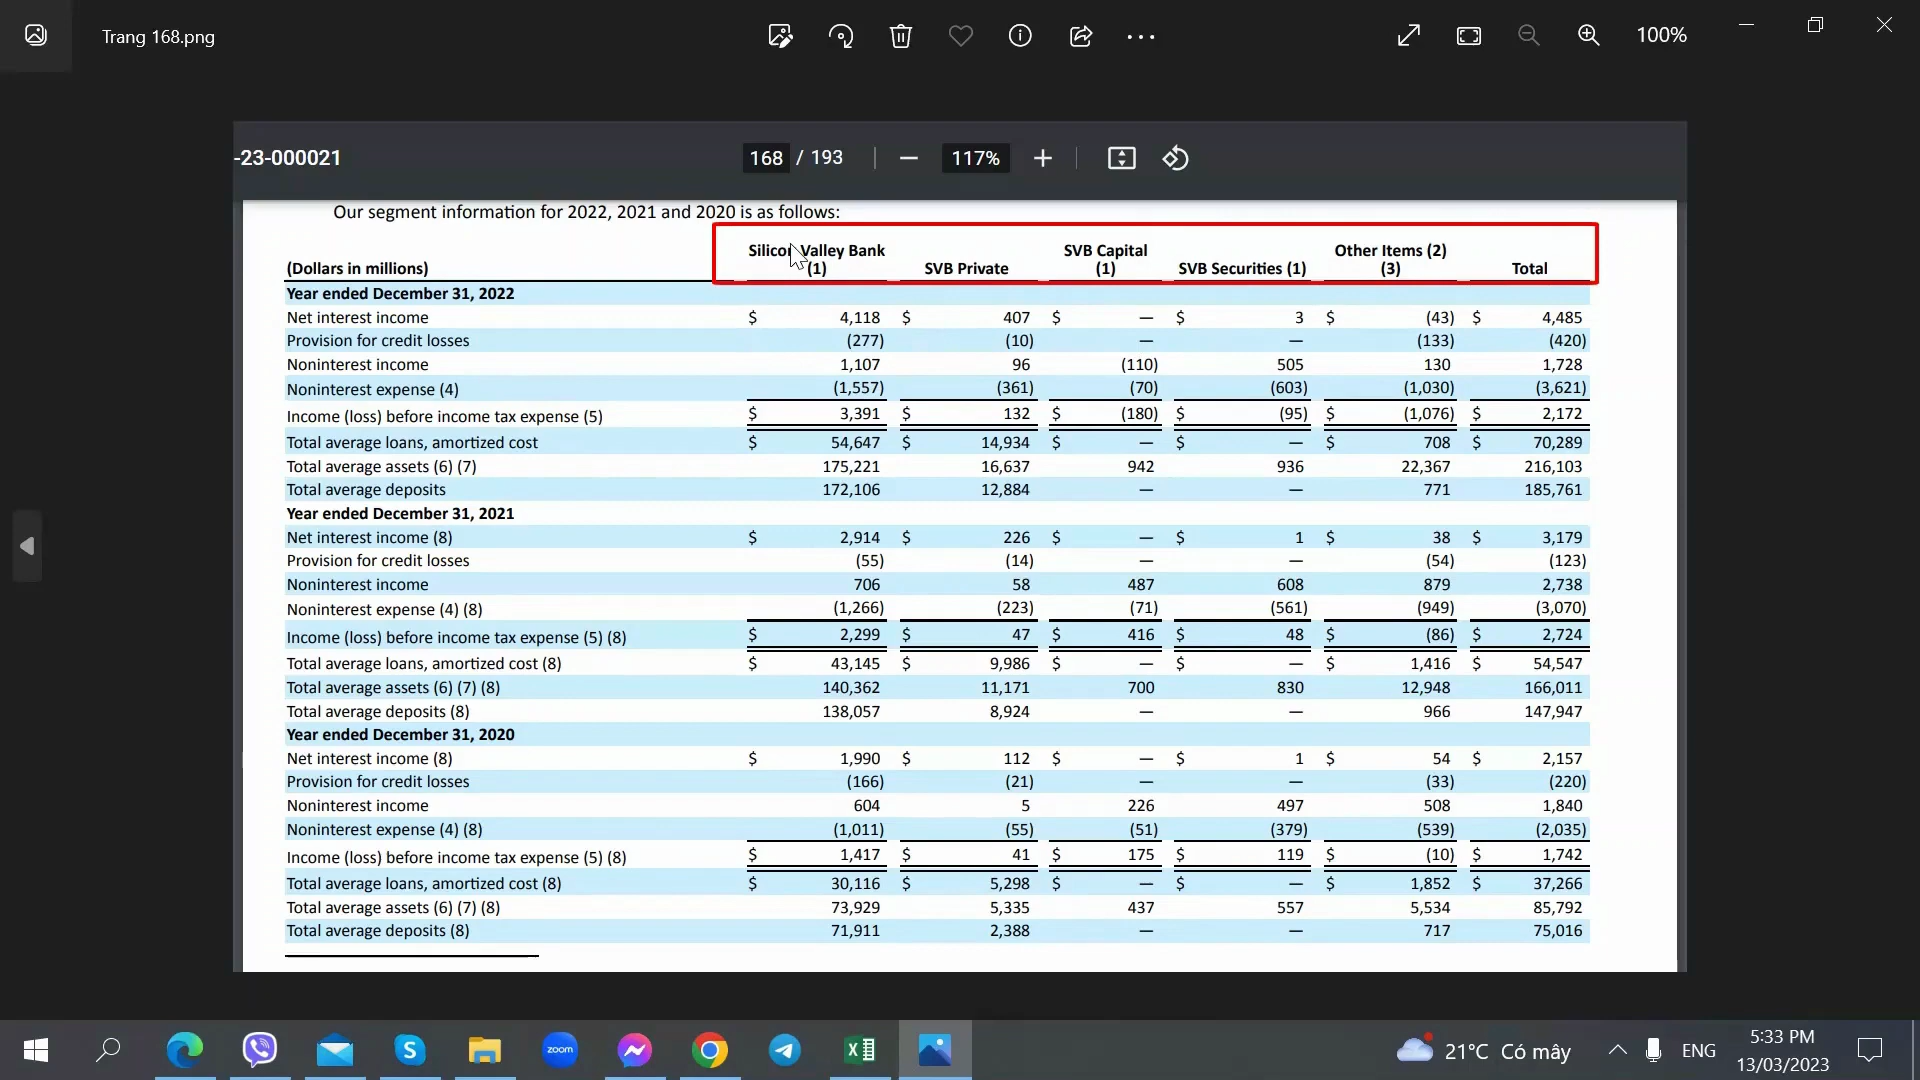 Trang 168.png
100%
-23-000021
168 / 193
117%
Our segment information for 2022, 2021 and 2020 is as follows:
(Dollars in millions) Silicon Valley Bank (1) SVB Private SVB Capital (1) SVB Securities (1) Other Items (2) (3) Total
Year ended December 31, 2022
Net interest income $ 4,118 $ 407 $ — $ 3 $ (43) $ 4,485
Provision for credit losses (277) (10) — — (133) (420)
Noninterest income 1,107 96 (110) 505 130 1,728
Noninterest expense (4) (1,557) (361) (70) (603) (1,030) (3,621)
Income (loss) before income tax expense (5) $ 3,391 $ 132 $ (180) $ (95) $ (1,076) $ 2,172
Total average loans, amortized cost $ 54,647 $ 14,934 $ — $ — $ 708 $ 70,289
Total average assets (6) (7) 175,221 16,637 942 936 22,367 216,103
Total average deposits 172,106 12,884 — — 771 185,761
Year ended December 31, 2021
Net interest income (8) $ 2,914 $ 226 $ — $ 1 $ 38 $ 3,179
Provision for credit losses (55) (14) — — (54) (123)
Noninterest income 706 58 487 608 879 2,738
Noninterest expense (4) (8) (1,266) (223) (71) (561) (949) (3,070)
Income (loss) before income tax expense (5) (8) $ 2,299 $ 47 $ 416 $ 48 $ (86) $ 2,724
Total average loans, amortized cost (8) $ 43,145 $ 9,986 $ — $ — $ 1,416 $ 54,547
Total average assets (6) (7) (8) 140,362 11,171 700 830 12,948 166,011
Total average deposits (8) 138,057 8,924 — — 966 147,947
Year ended December 31, 2020
Net interest income (8) $ 1,990 $ 112 $ — $ 1 $ 54 $ 2,157
Provision for credit losses (166) (21) — — (33) (220)
Noninterest income 604 5 226 497 508 1,840
Noninterest expense (4) (8) (1,011) (55) (51) (379) (539) (2,035)
Income (loss) before income tax expense (5) (8) $ 1,417 $ 41 $ 175 $ 119 $ (10) $ 1,742
Total average loans, amortized cost (8) $ 30,116 $ 5,298 $ — $ — $ 1,852 $ 37,266
Total average assets (6) (7) (8) 73,929 5,335 437 557 5,534 85,792
Total average deposits (8) 71,911 2,388 — — 717 75,016
zoom
21°C Có mây
ENG
5:33 PM
13/03/2023